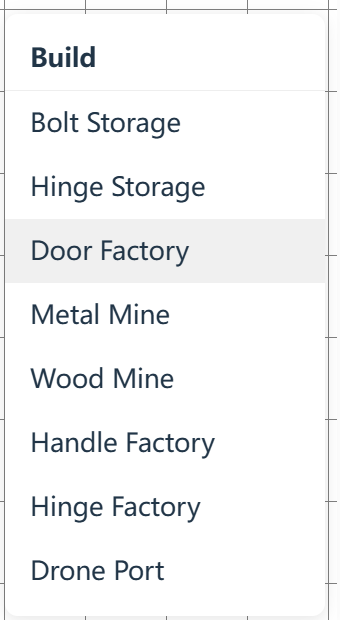 Build
Bolt Storage
Hinge Storage
Door Factory
Metal Mine
Wood Mine
Handle Factory
Hinge Factory
Drone Port